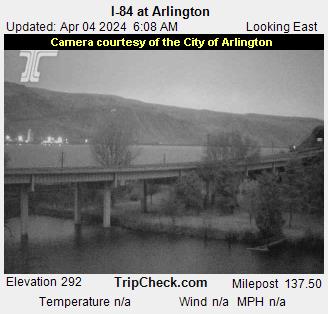 I-84 at Arlington
Updated: Apr 04 2024 6:08 AM Looking East
Camera courtesy of the City of Arlington
Elevation 292 TripCheck.com Milepost 137.50
Temperature n/a Wind n/a MPH n/a